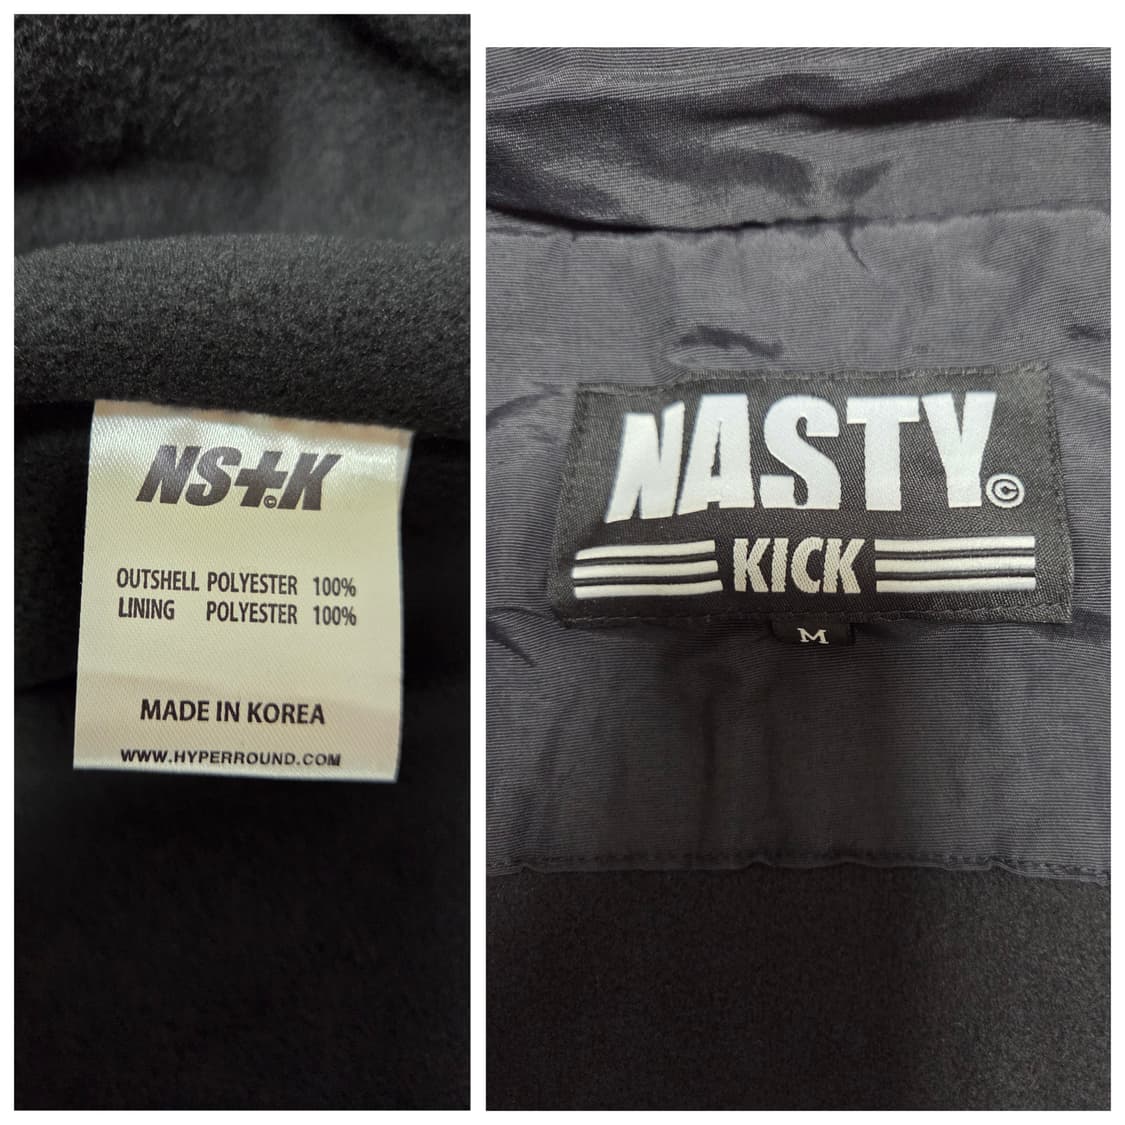 NS+K©
OUTSHELL POLYESTER 100%
LINING POLYESTER 100%
MADE IN KOREA
WWW.HYPERROUND.COM
NASTY©
KICK
M